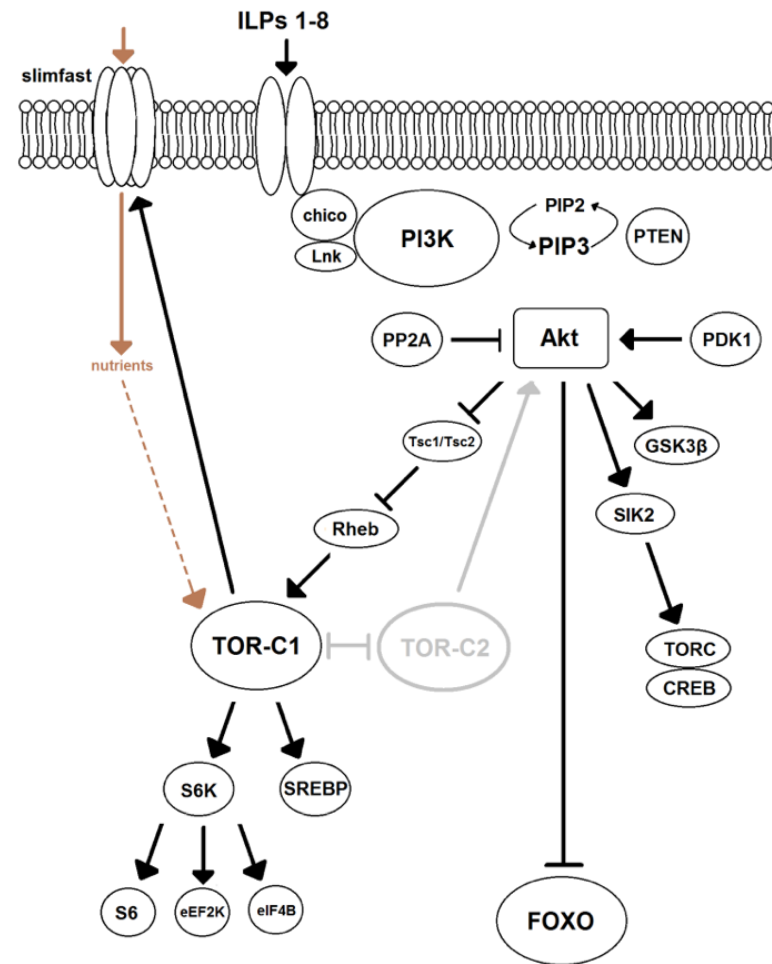 ILPs 1-8
slimfast
chico
Lnk
PI3K
PIP2
PIP3
PTEN
PP2A
Akt
PDK1
nutrients
Tsc1/Tsc2
GSK3β
Rheb
SIK2
TOR-C1
TOR-C2
TORC
CREB
S6K
SREBP
S6
eEF2K
eIF4B
FOXO